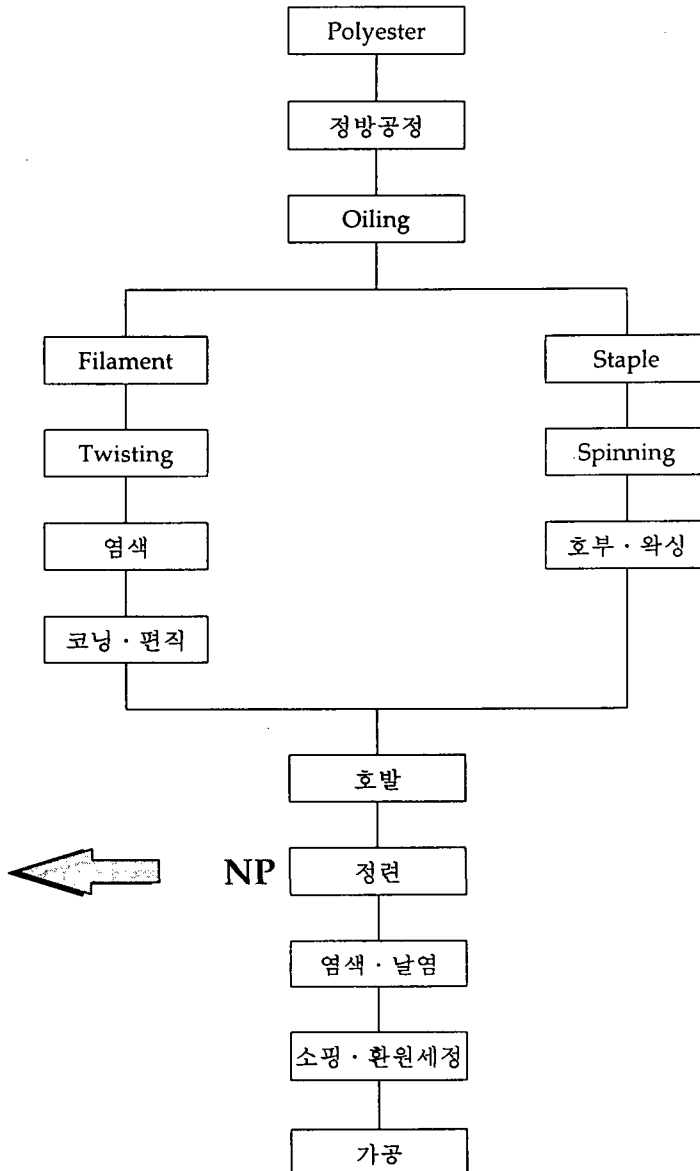 Polyester
정방공정
Oiling
Filament
Staple
Twisting
Spinning
염색
호부 · 왁싱
코닝 · 편직
호발
NP
정련
염색 · 날염
소핑 · 환원세정
가공